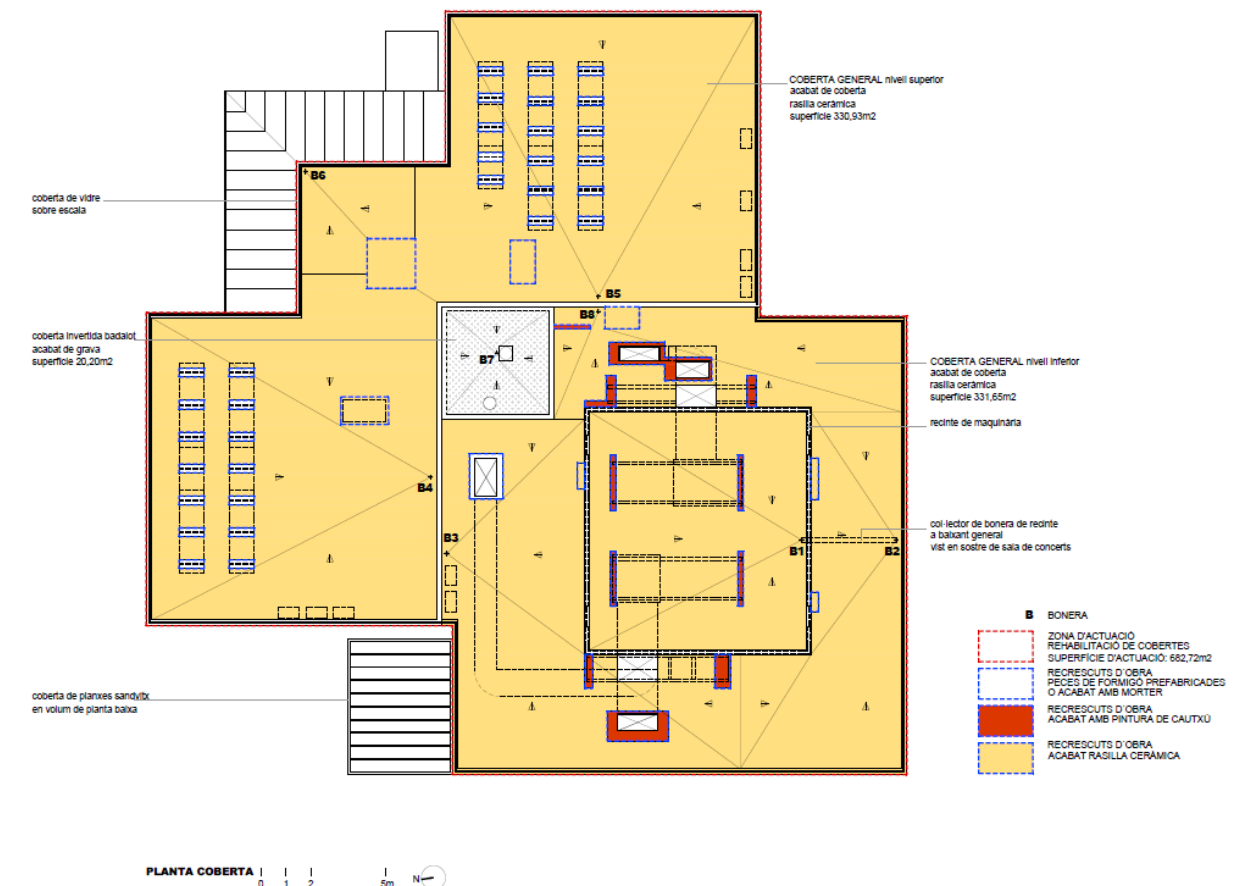 COBERTA GENERAL nivell superior
acabat de coberta
rasilla ceràmica
superfície 330,93m2
B6
coberta de vidre
sobre escala
B5
B8
coberta invertida badalot
acabat de grava
superfície 20,20m2
B7
COBERTA GENERAL nivell inferior
acabat de coberta
rasilla ceràmica
superfície 331,65m2
recinte de maquinària
B4
B3
B1
B2
col·lector de bonera de recinte
a baixant general
vist en sostre de sala de concerts
B BONERA
ZONA D'ACTUACIÓ
REHABILITACIÓ DE COBERTES
SUPERFÍCIE D'ACTUACIÓ: 682,72m2
RECRESCUTS D'OBRA
PECES DE FORMIGÓ PREFABRICADES
O ACABAT AMB MORTER
RECRESCUTS D'OBRA
ACABAT AMB PINTURA DE CAUTXÚ
RECRESCUTS D'OBRA
ACABAT RASILLA CERÀMICA
coberta de planxes sandvitx
en volum de planta baixa
PLANTA COBERTA
0 1 2 5m
N